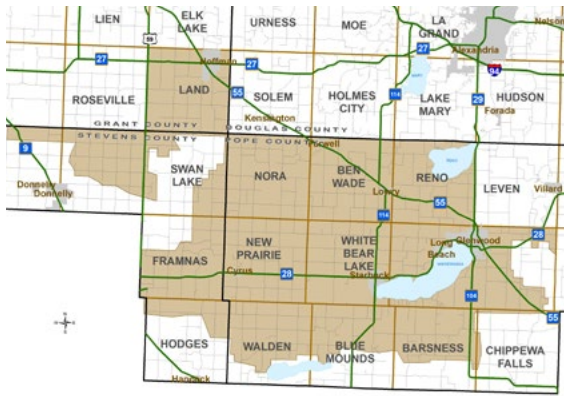 LIEN
ELK
LAKE
URNESS
MOE
LA
GRAND
Nelson
59
27
Hoffman
27
27
Alexandria
94
ROSEVILLE
LAND
55
SOLEM
HOLMES
CITY
114
LAKE
MARY
29
HUDSON
Kensington
Forada
GRANT COUNTY
DOUGLAS COUNTY
STEVENS COUNTY
POPE COUNTY
Farwell
9
SWAN
LAKE
NORA
BEN
WADE
RENO
LEVEN
Donnelly
Donnelly
Lowry
55
Villard
114
28
FRAMNAS
NEW
PRAIRIE
WHITE
BEAR
LAKE
Long
Beach
Glenwood
Cyrus
28
Starbuck
104
55
HODGES
WALDEN
BLUE
MOUNDS
BARSNESS
CHIPPEWA
FALLS
Hancock